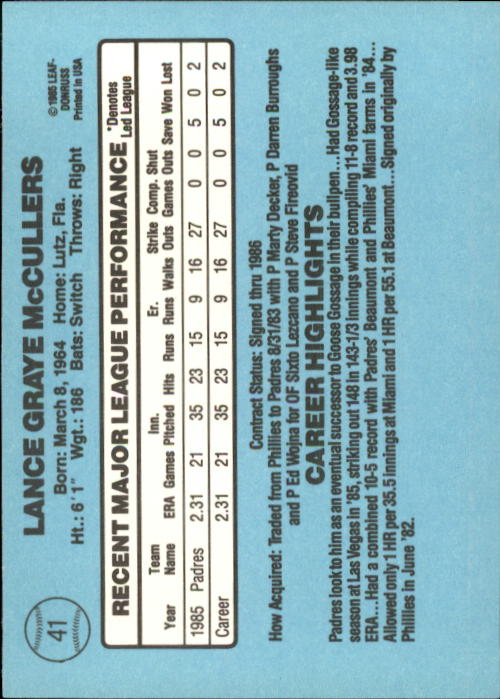 41
LANCE GRAYE McCULLERS
Born: March 8, 1964 Home: Lutz, Fla.
Ht.: 6'1" Wgt.: 186 Bats: Switch Throws: Right
©1985 LEAF-
DONRUSS
Printed in USA
RECENT MAJOR LEAGUE PERFORMANCE
*Denotes
Led League
Team Inn. Er. Strike Comp. Shut
Year Name ERA Games Pitched Hits Runs Runs Walks Outs Games Outs Save Won Lost
1985 Padres 2.31 21 35 23 15 9 16 27 0 0 5 0 2
Career 2.31 21 35 23 15 9 16 27 0 0 5 0 2
Contract Status: Signed thru 1986
How Acquired: Traded from Phillies to Padres 8/31/83 with P Marty Decker, P Darren Burroughs
and P Ed Wojna for OF Sixto Lezcano and P Steve Fireovid
CAREER HIGHLIGHTS
Padres look to him as an eventual successor to Goose Gossage in their bullpen...Had Gossage-like
season at Las Vegas in '85, striking out 148 in 143-1/3 innings while compiling 11-8 record and 3.98
ERA...Had a combined 10-5 record with Padres' Beaumont and Phillies' Miami farms in '84...
Allowed only 1 HR per 35.5 innings at Miami and 1 HR per 55.1 at Beaumont...Signed originally by
Phillies in June '82.